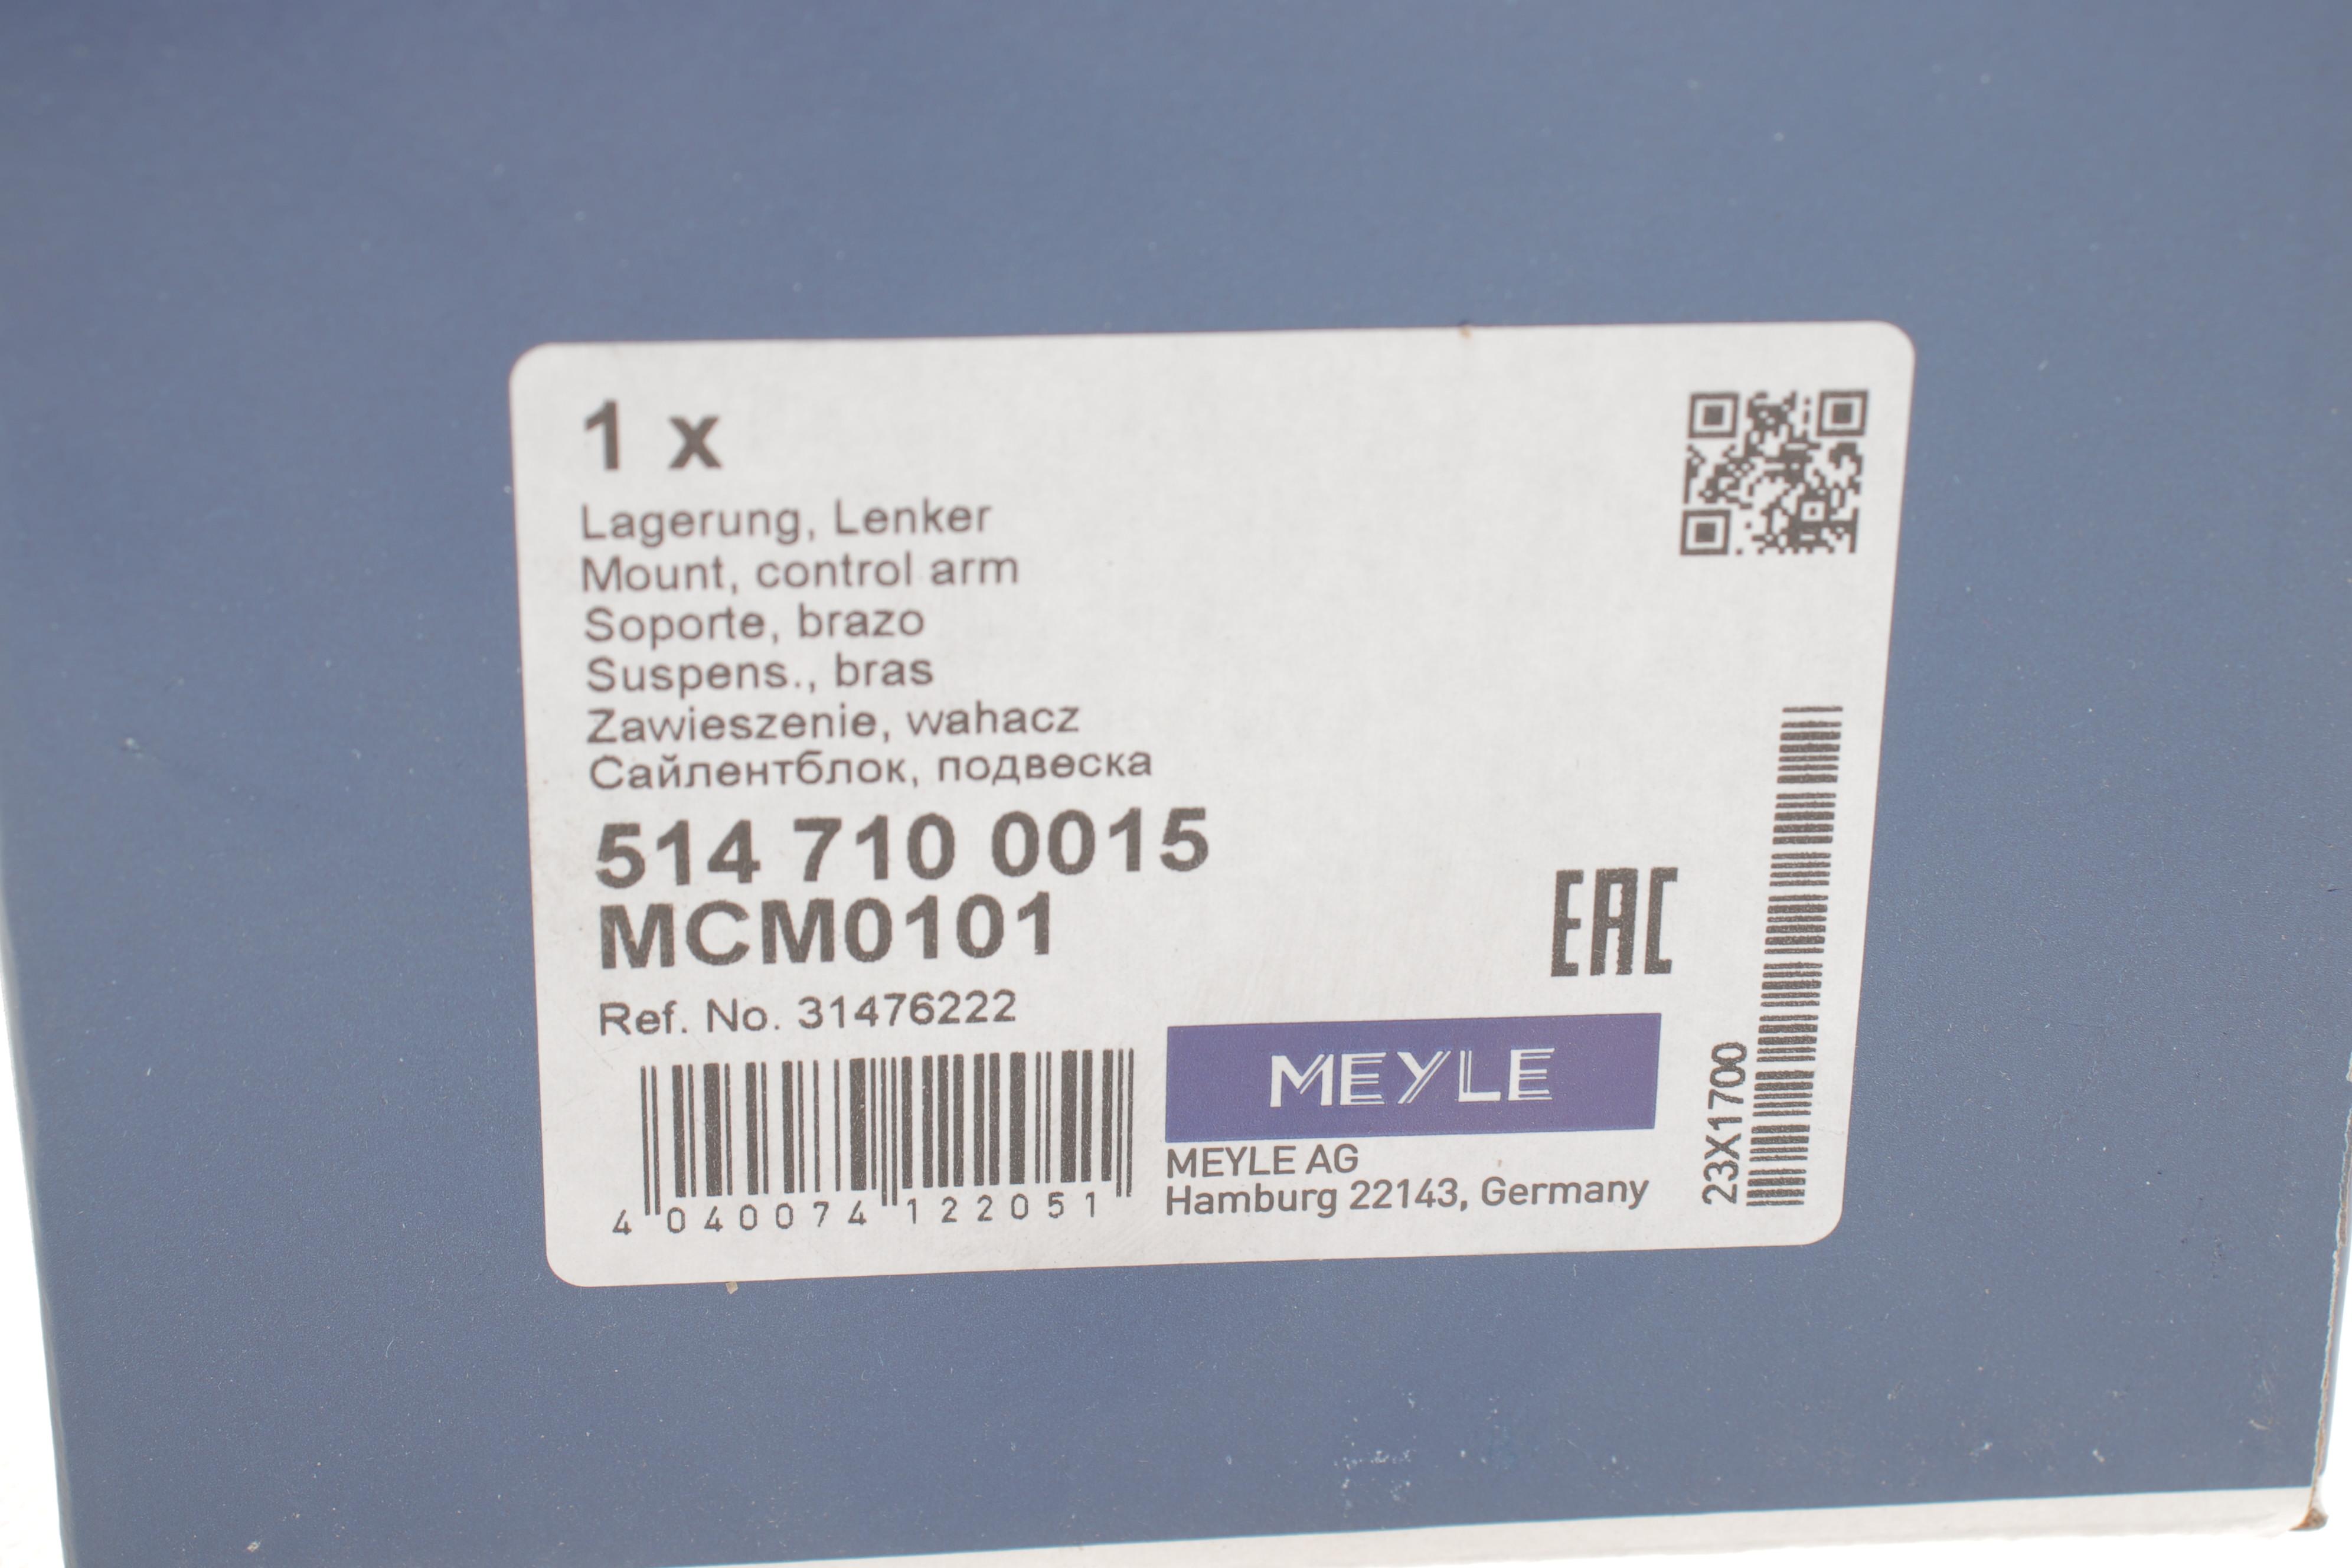 1 x
Lagerung, Lenker
Mount, control arm
Soporte, brazo
Suspens., bras
Zawieszenie, wahacz
Сайлентблок, подвеска
514 710 0015
MCM0101
Ref. No. 31476222
4 040074 122051
EAC
MEYLE
MEYLE AG
Hamburg 22143, Germany
23X1700